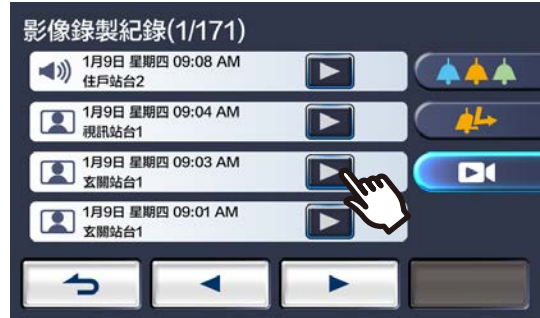 影像錄製紀錄(1/171)
1月9日 星期四 09:08 AM
住戶站台2
1月9日 星期四 09:04 AM
視訊站台1
1月9日 星期四 09:03 AM
玄關站台1
1月9日 星期四 09:01 AM
玄關站台1